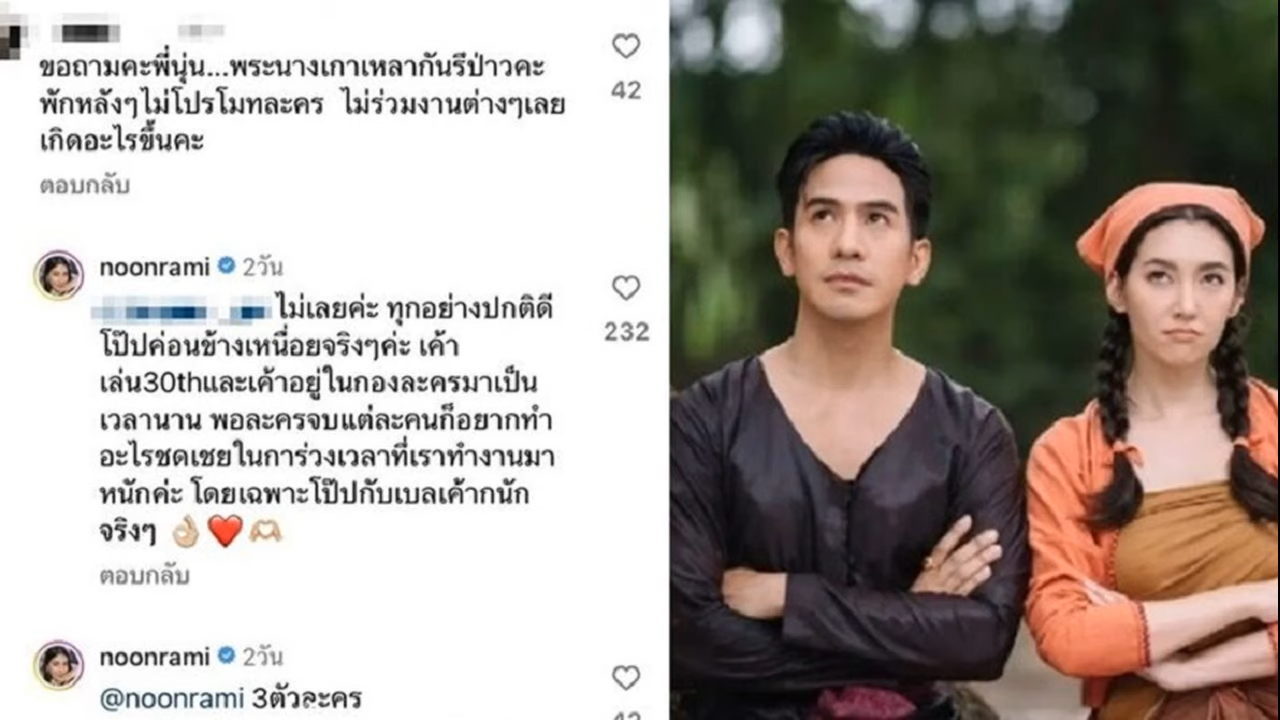 ขอถามคะพี่นุ่น...พระนางเกาเหลากันรึป่าวคะ
พักหลังๆไม่โปรโมทละคร ไม่ร่วมงานต่างๆเลย
เกิดอะไรขึ้นคะ
42
ตอบกลับ
noonrami 2วัน
ไม่เลยค่ะ ทุกอย่างปกติดี
โป๊ปค่อนข้างเหนื่อยจริงๆค่ะ เค้า
เล่น30thและเค้าอยู่ในกองละครมาเป็น
เวลานาน พอละครจบแต่ละคนก็อยากทำ
อะไรชดเชยในการ่วงเวลาที่เราทำงานมา
หนักค่ะ โดยเฉพาะโป๊ปกับเบลเค้ากนัก
จริงๆ 👌🏻❤️🫶🏻
232
ตอบกลับ
noonrami 2วัน
@noonrami 3ตัวละคร